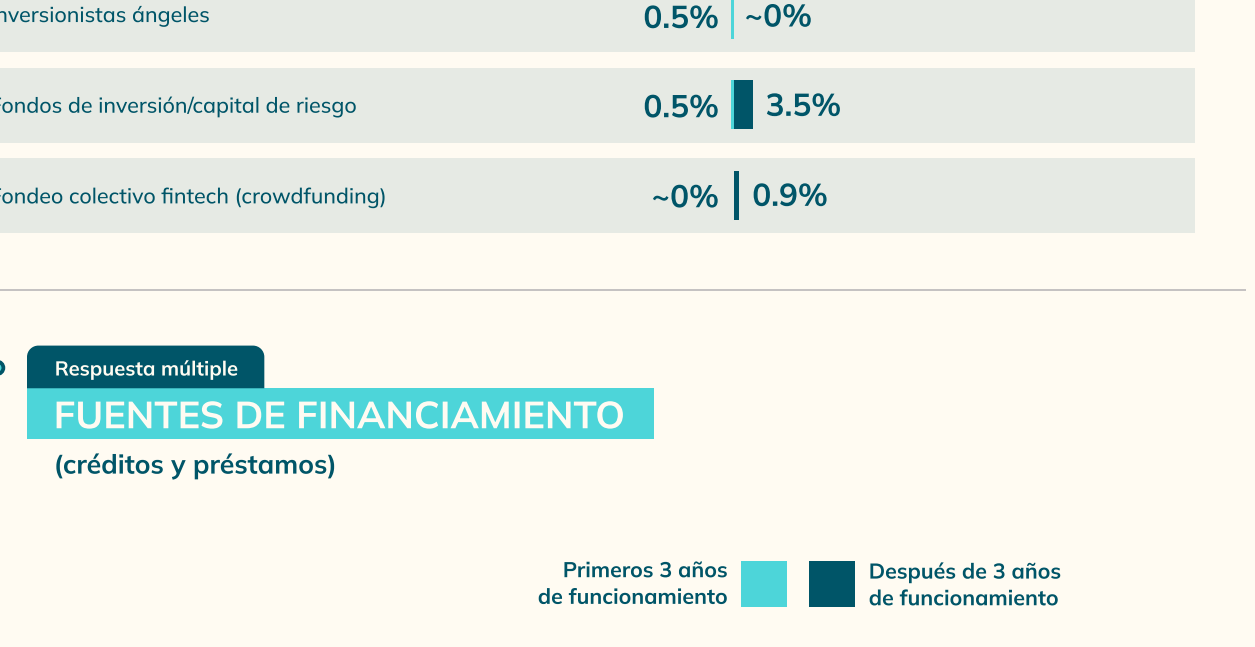 nversionistas ángeles 0.5% ~0%
Fondos de inversión/capital de riesgo 0.5% 3.5%
Fondeo colectivo fintech (crowdfunding) ~0% 0.9%
Respuesta múltiple
FUENTES DE FINANCIAMIENTO
(créditos y préstamos)
Primeros 3 años
de funcionamiento
Después de 3 años
de funcionamiento